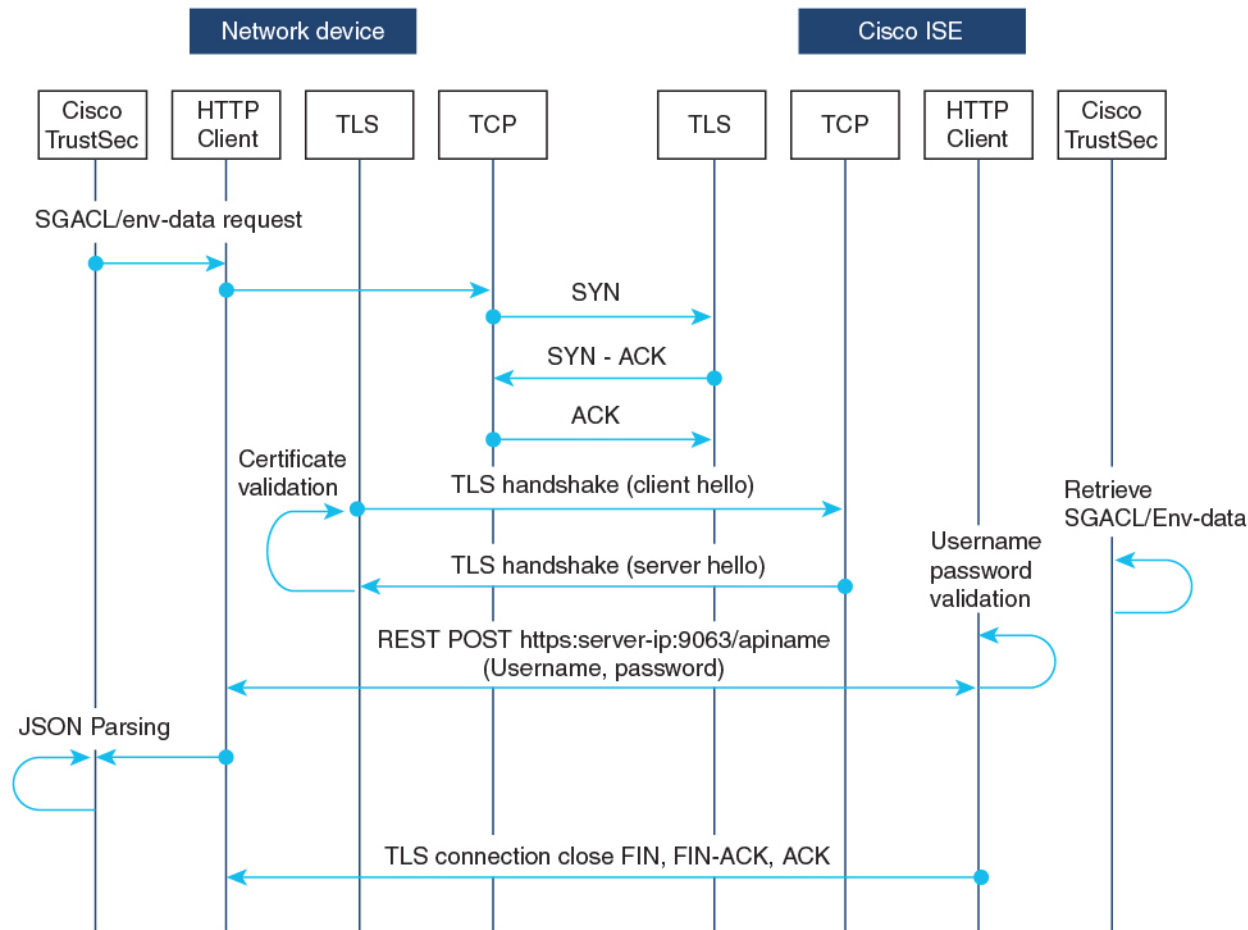 Network device
Cisco ISE
Cisco
TrustSec
HTTP
Client
TLS
TCP
TLS
TCP
HTTP
Client
Cisco
TrustSec
SGACL/env-data request
SYN
SYN - ACK
ACK
Certificate
validation
TLS handshake (client hello)
Retrieve
SGACL/Env-data
Username
password
validation
TLS handshake (server hello)
REST POST https:server-ip:9063/apiname
(Username, password)
JSON Parsing
TLS connection close FIN, FIN-ACK, ACK